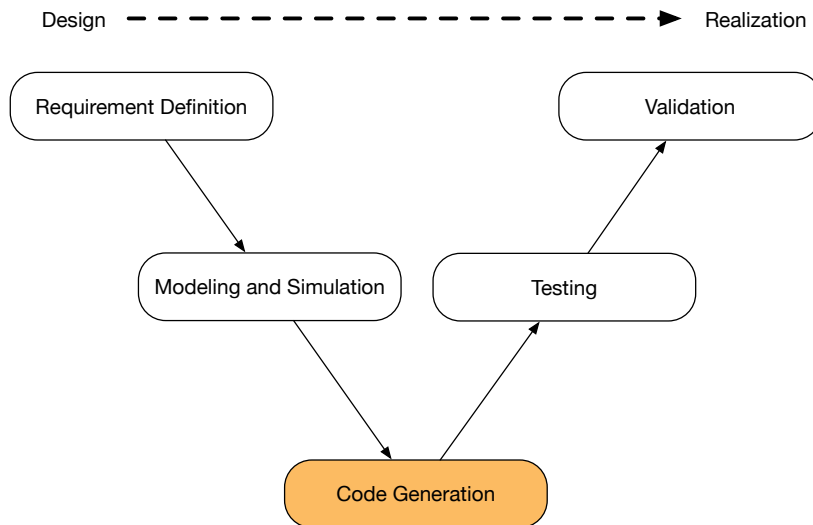 Design
Realization
Requirement Definition
Validation
Modeling and Simulation
Testing
Code Generation